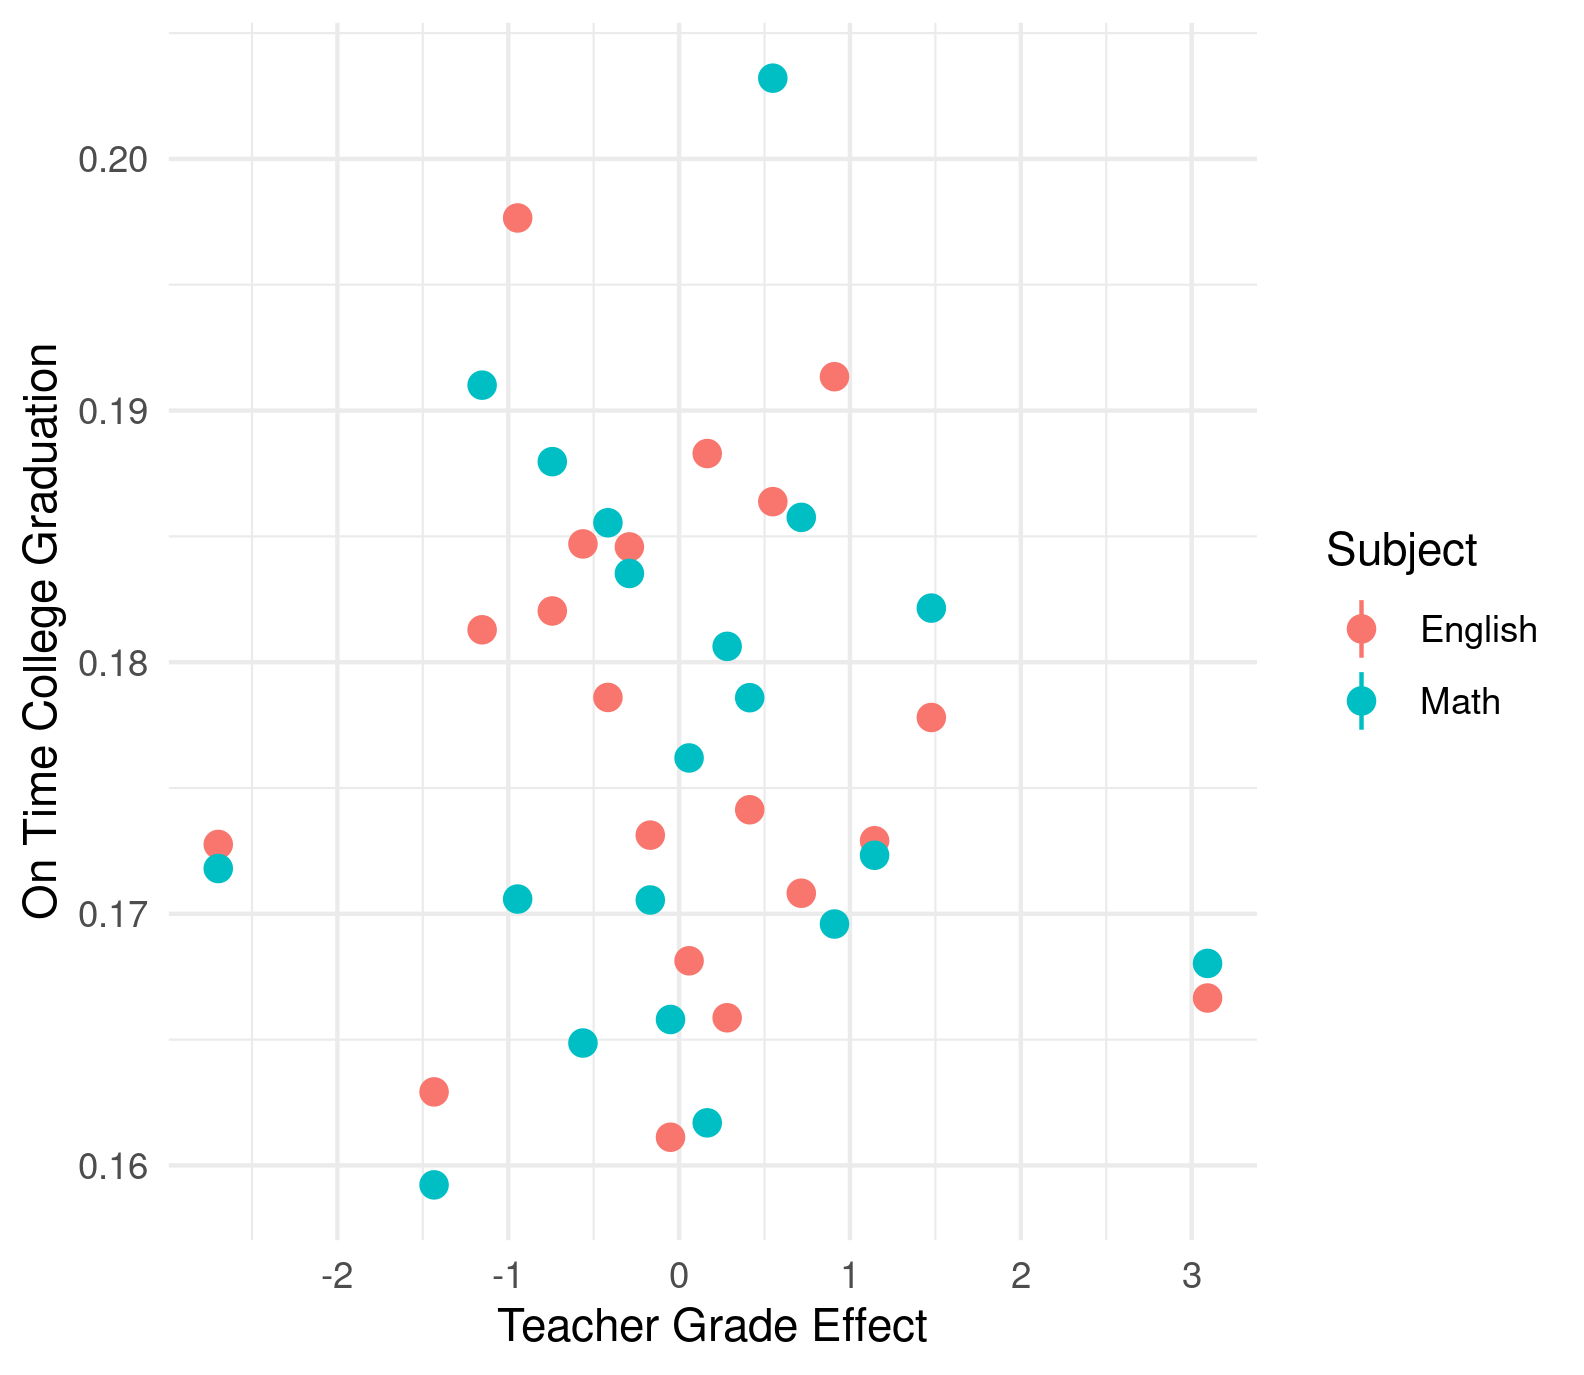 0.20
0.19
0.18
0.17
0.16
On Time College Graduation
-2 -1 0 1 2 3
Teacher Grade Effect
Subject
English
Math